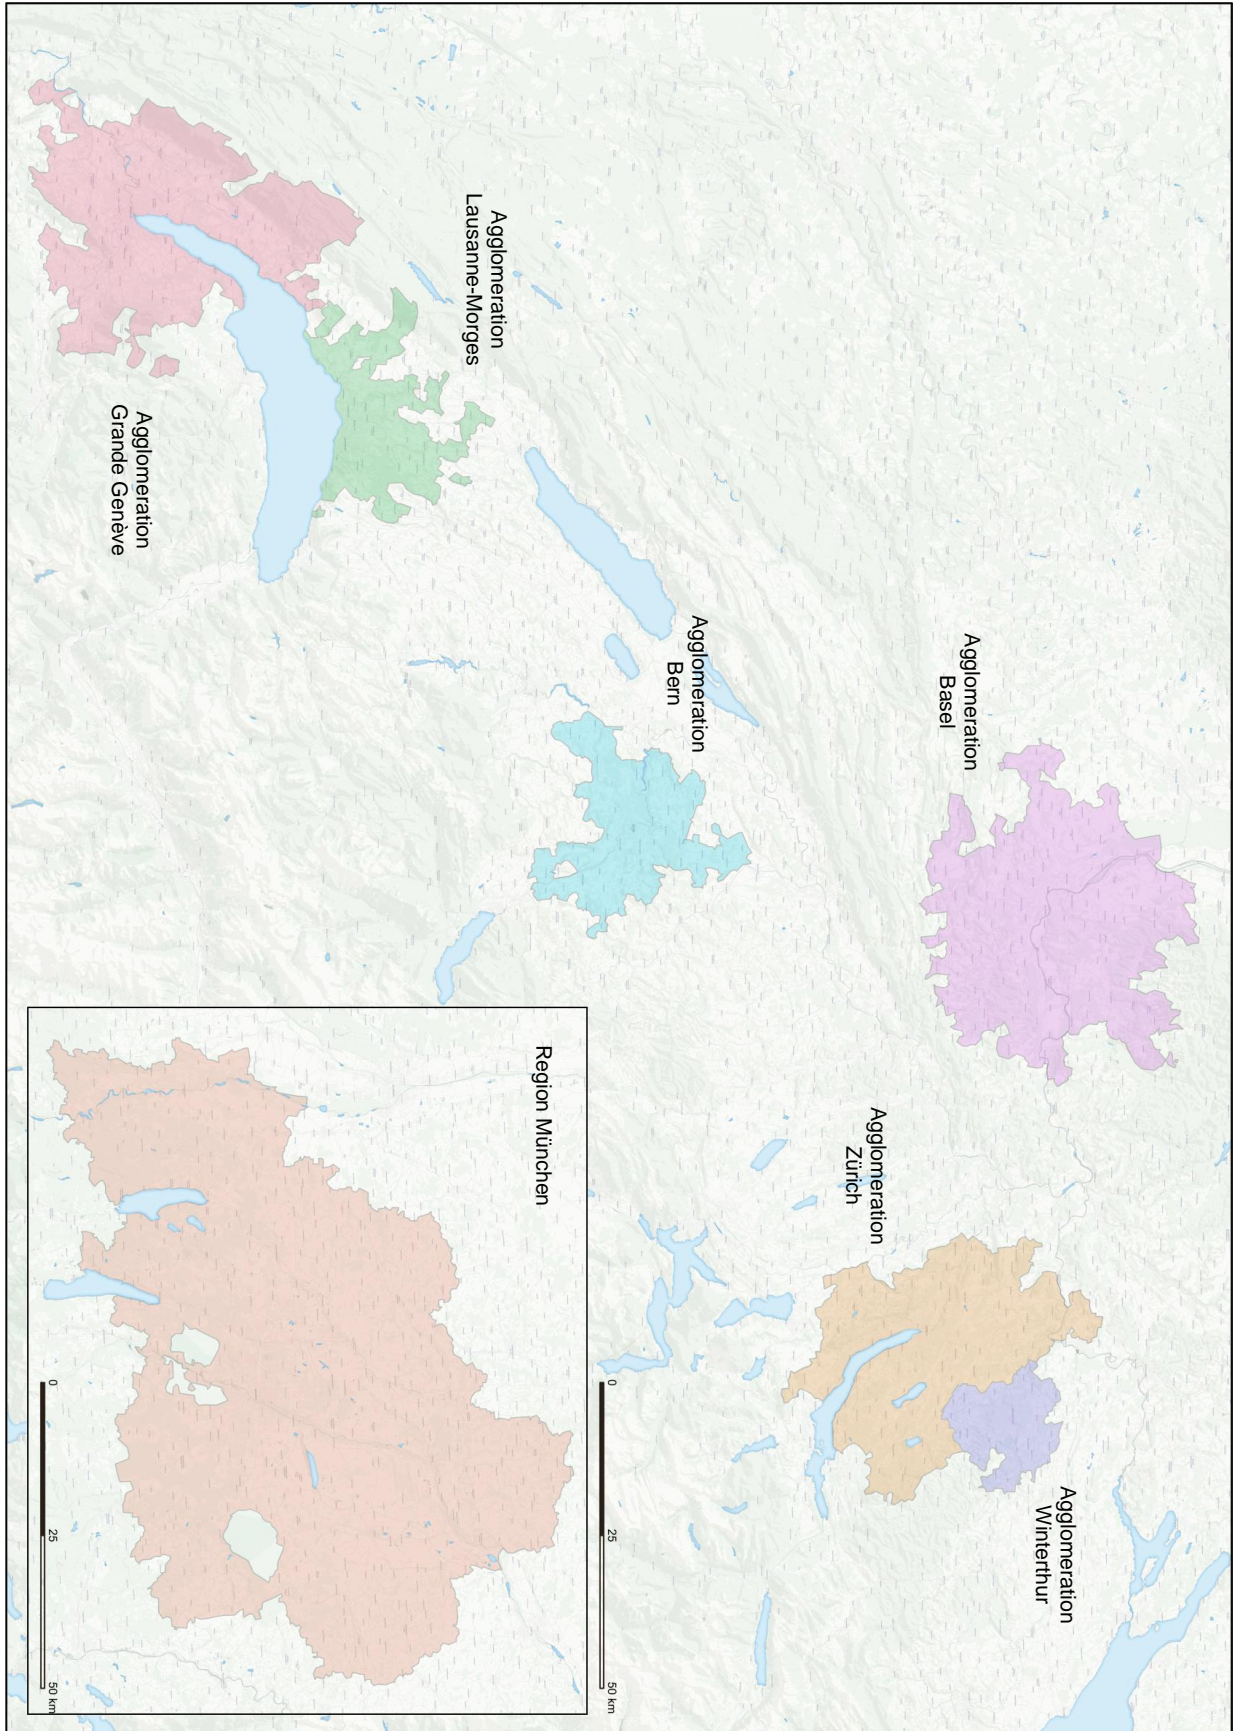 Agglomeration
Basel
Agglomeration
Winterthur
Agglomeration
Zürich
Agglomeration
Bern
Agglomeration
Lausanne-Morges
Agglomeration
Grande Genève
0
25
50 km
Region München
0
25
50 km